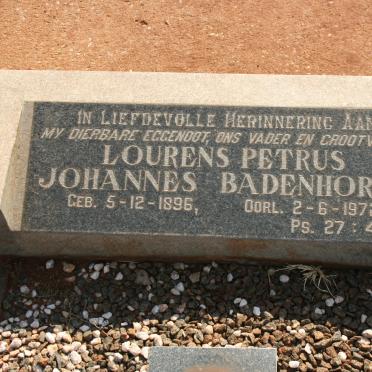 IN LIEFDEVOLLE HERINNERING AAN
MY DIERBARE EGGENOOT, ONS VADER EN GROOTV
LOURENS PETRUS
JOHANNES BADENHOR
GEB. 5-12-1896, OORL. 2-6-197
PS. 27 : 4